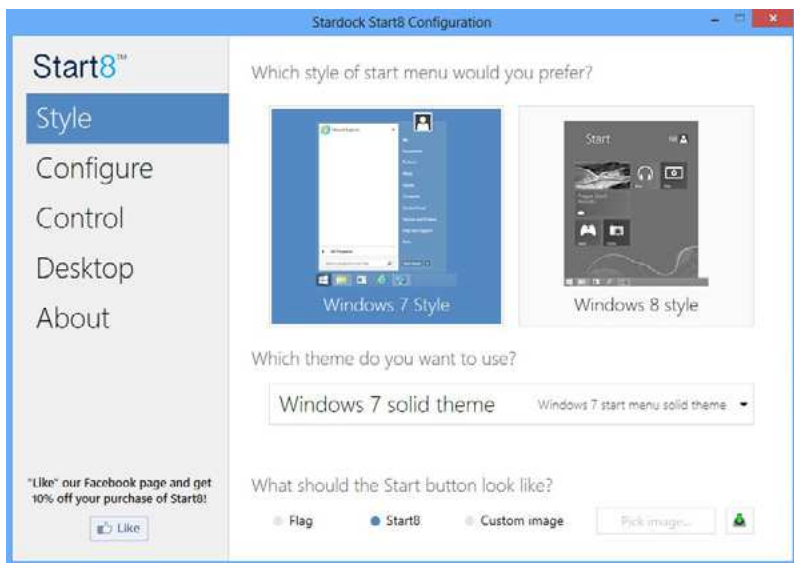 Stardock Start8 Configuration
Start8™
Style
Configure
Control
Desktop
About
"Like" our Facebook page and get
10% off your purchase of Start8!
Like
Which style of start menu would you prefer?
Windows 7 Style
Start
Windows 8 style
Which theme do you want to use?
Windows 7 solid theme
Windows 7 start menu solid theme
What should the Start button look like?
Flag
Start8
Custom image
Pick image...